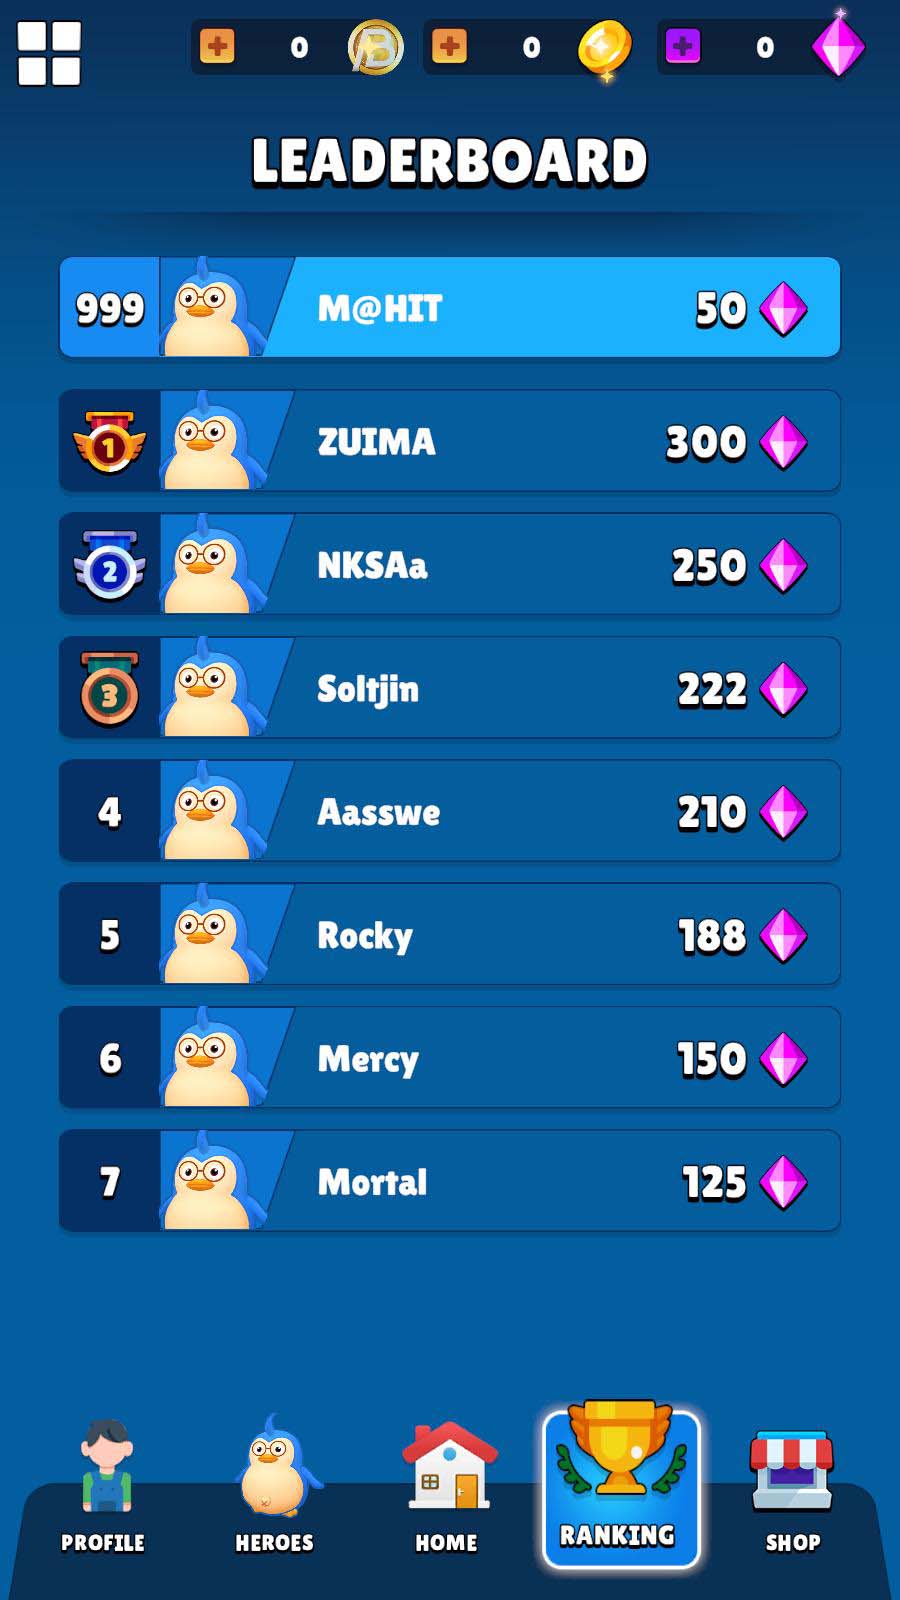 0 0 0
LEADERBOARD
999 M@HIT 50
1 ZUIMA 300
2 NKSAa 250
3 Soltjin 222
4 Aasswe 210
5 Rocky 188
6 Mercy 150
7 Mortal 125
PROFILE HEROES HOME RANKING SHOP